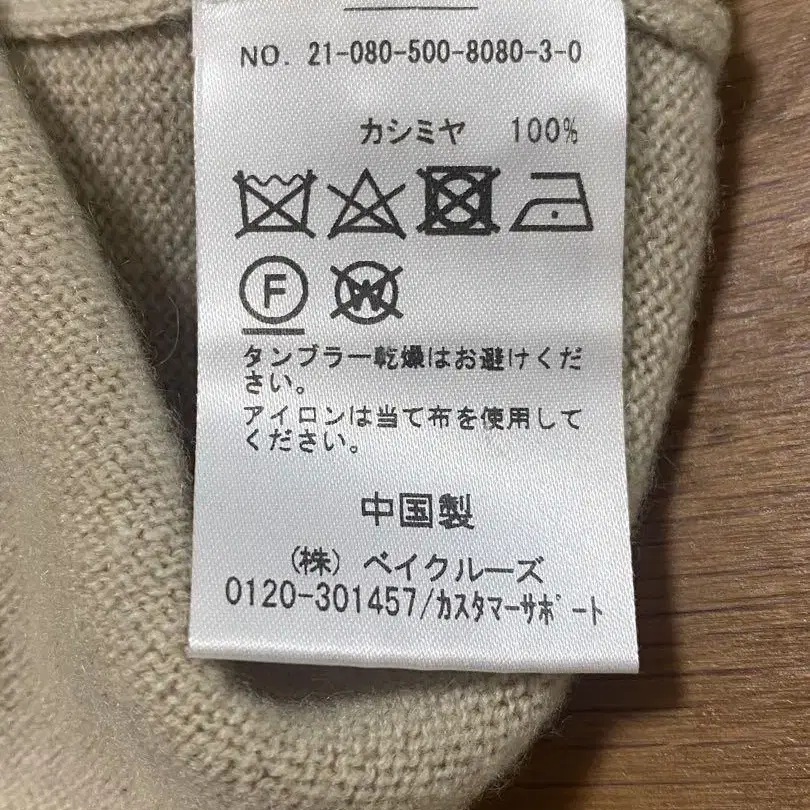 NO. 21-080-500-8080-3-0
カシミヤ 100%
F W
タンブラー乾燥はお避けくだ
さい。
アイロンは当て布を使用して
ください。
中国製
(株) ベイクルーズ
0120-301457/カスタマーサポート